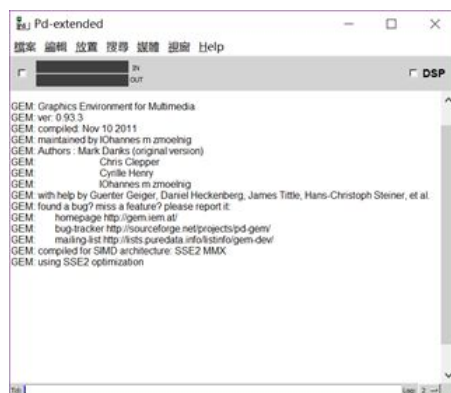 Pd-extended
檔案 編輯 放置 搜尋 媒體 視窗 Help
IN
OUT
DSP
GEM: Graphics Environment for Multimedia
GEM: ver: 0.93.3
GEM: compiled: Nov 10 2011
GEM: maintained by IOhannes m zmoelnig
GEM: Authors : Mark Danks (original version)
GEM: Chris Clepper
GEM: Cyrille Henry
GEM: IOhannes m zmoelnig
GEM: with help by Guenter Geiger, Daniel Heckenberg, James Tittle, Hans-Christoph Steiner, et al.
GEM: found a bug? miss a feature? please report it:
GEM: homepage http://gem.iem.at/
GEM: bug-tracker http://sourceforge.net/projects/pd-gem/
GEM: mailing-list http://lists.puredata.info/listinfo/gem-dev/
GEM: compiled for SIMD architecture: SSE2 MMX
GEM: using SSE2 optimization
Tcl: Log: 2